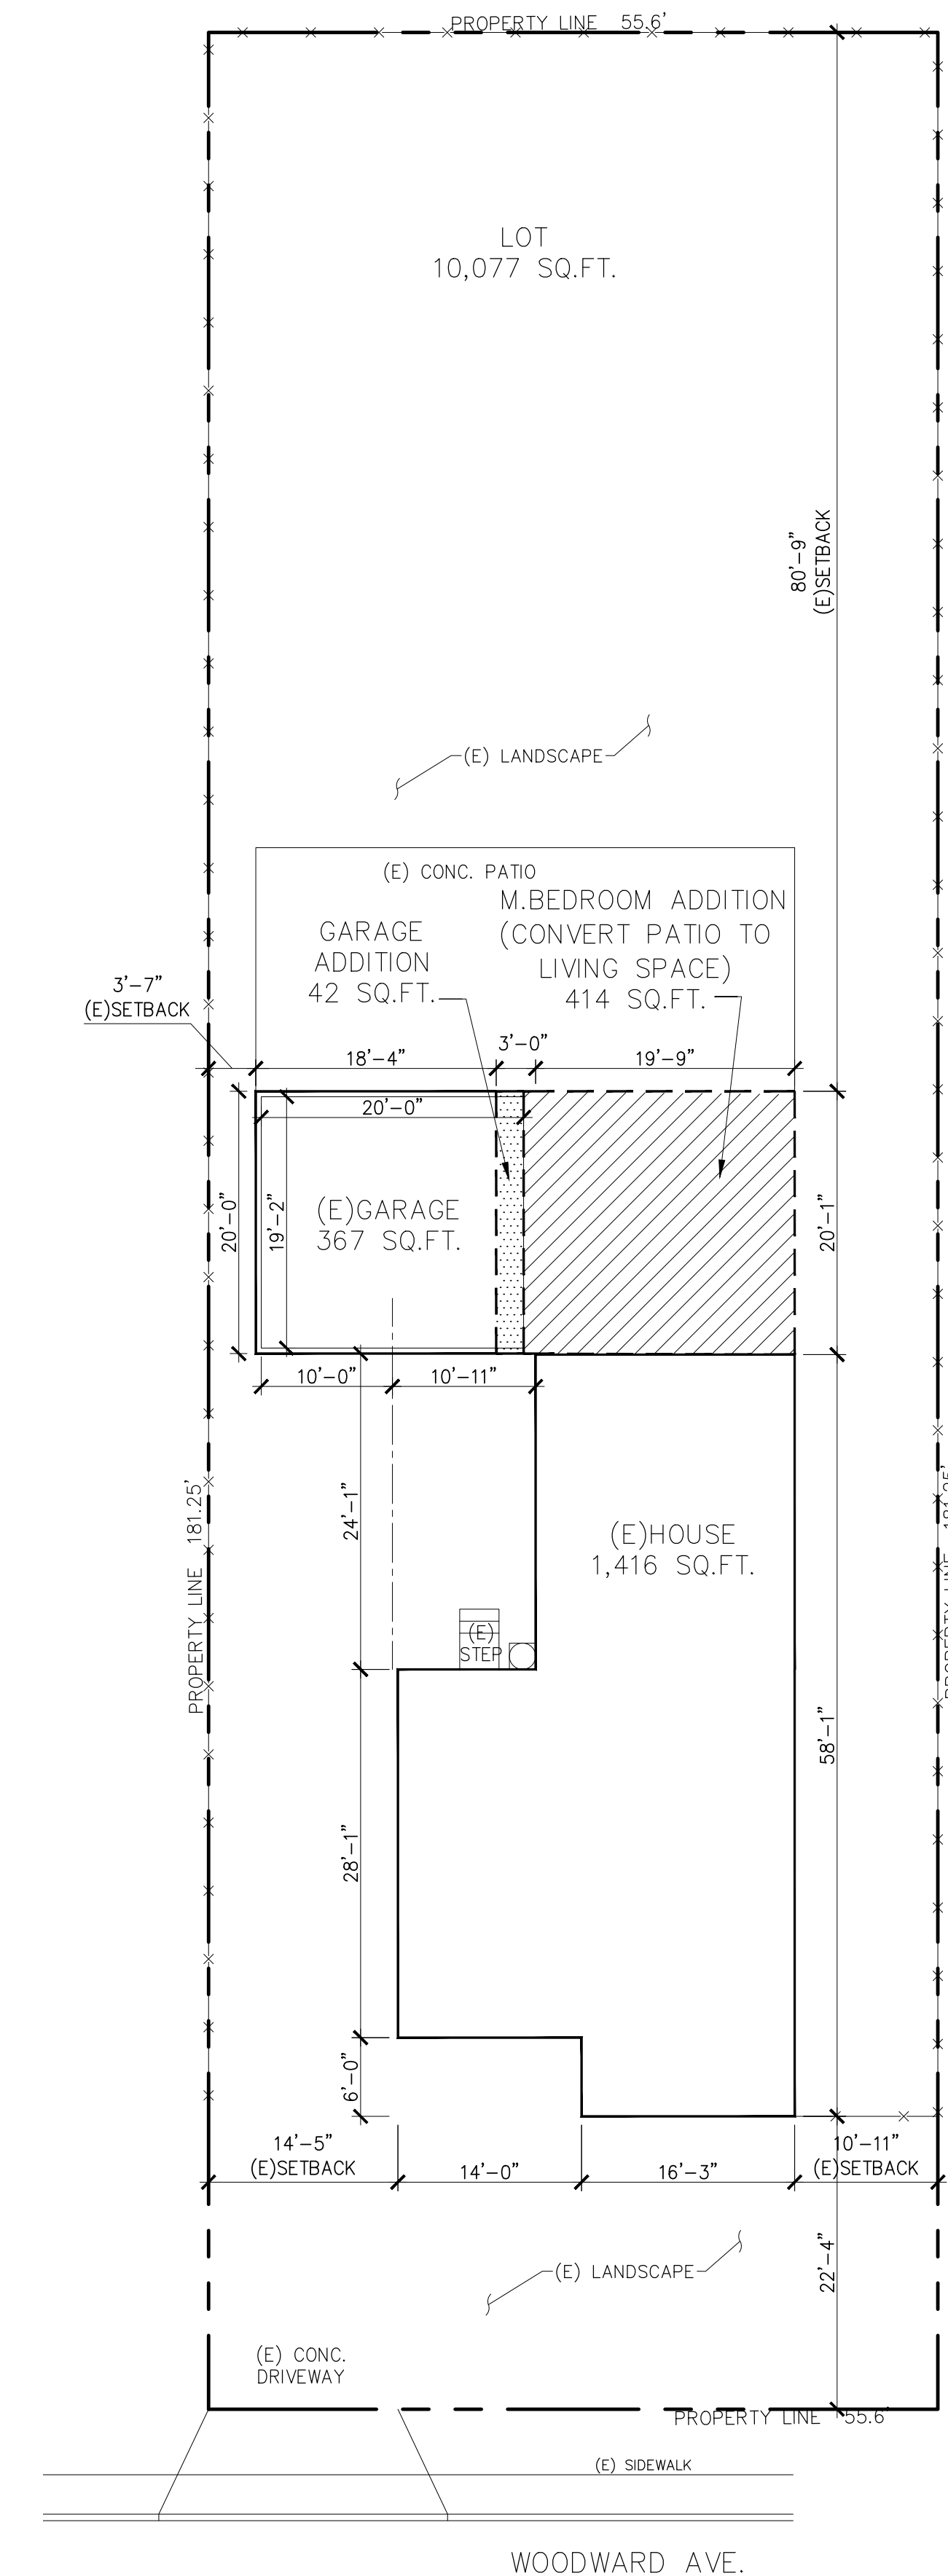 PROPERTY LINE 55.6'
LOT
10,077 SQ.FT.
80'-9"
(E)SETBACK
(E) LANDSCAPE
(E) CONC. PATIO
M.BEDROOM ADDITION
(CONVERT PATIO TO
LIVING SPACE)
414 SQ.FT.
GARAGE
ADDITION
42 SQ.FT.
3'-7"
(E)SETBACK
18'-4"
3'-0"
19'-9"
20'-0"
20'-0"
19'-2"
(E)GARAGE
367 SQ.FT.
20'-1"
10'-0"
10'-11"
24'-1"
(E)HOUSE
1,416 SQ.FT.
PROPERTY LINE 181.25'
PROPERTY LINE 181.25'
(E)
STEP
58'-1"
28'-1"
6'-0"
14'-5"
(E)SETBACK
14'-0"
16'-3"
10'-11"
(E)SETBACK
22'-4"
(E) LANDSCAPE
(E) CONC.
DRIVEWAY
PROPERTY LINE 55.6'
(E) SIDEWALK
WOODWARD AVE.